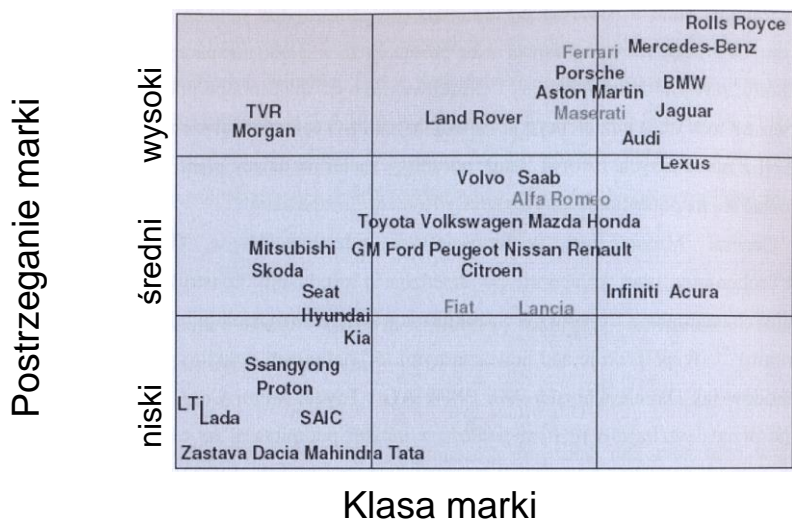 Rolls Royce
Ferrari Mercedes-Benz
Porsche BMW
Aston Martin
TVR Land Rover Maserati Jaguar
Morgan Audi
Lexus
Volvo Saab
Alfa Romeo
Toyota Volkswagen Mazda Honda
Mitsubishi GM Ford Peugeot Nissan Renault
Skoda Citroen
Seat Infiniti Acura
Hyundai Fiat Lancia
Kia
Ssangyong
Proton
LTi
Lada SAIC
Zastava Dacia Mahindra Tata
Postrzeganie marki
wysoki
średni
niski
Klasa marki